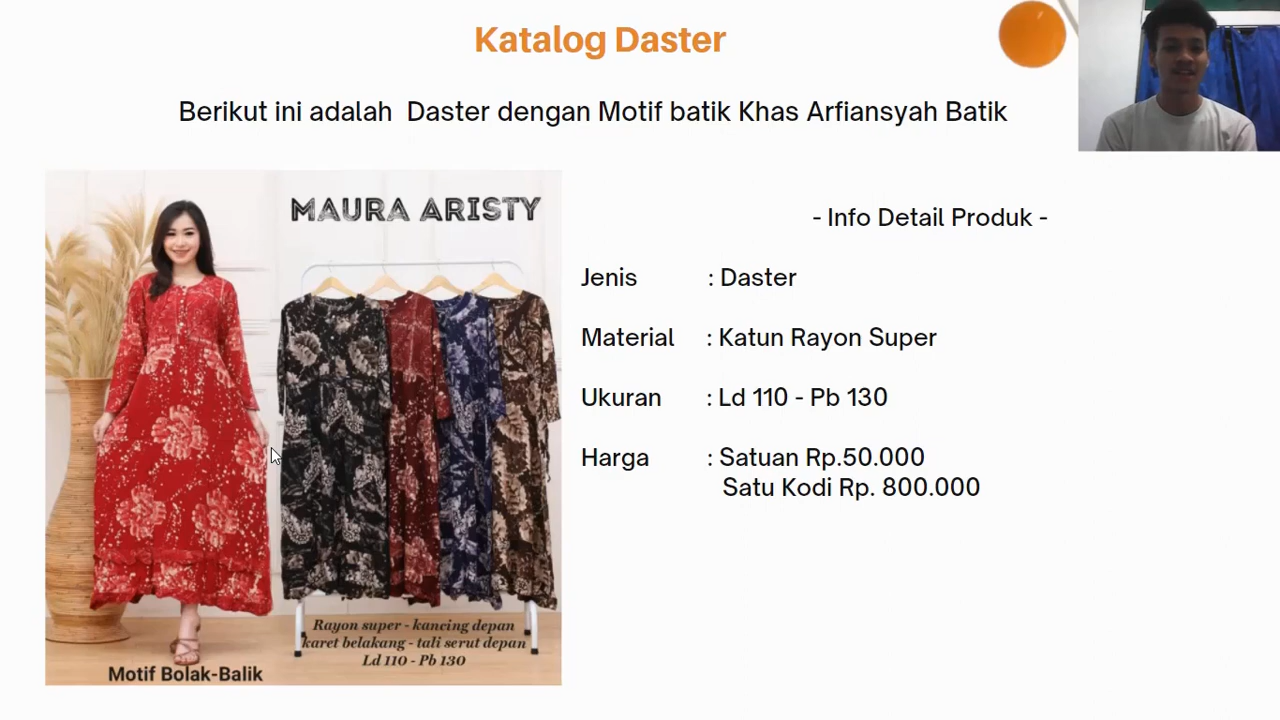 Katalog Daster
Berikut ini adalah  Daster dengan Motif batik Khas Arfiansyah Batik
MAURA ARISTY
Rayon super - kancing depan
karet belakang - tali serut depan
Ld 110 - Pb 130
Motif Bolak-Balik
- Info Detail Produk -
Jenis : Daster
Material : Katun Rayon Super
Ukuran : Ld 110 - Pb 130
Harga : Satuan Rp.50.000
Satu Kodi Rp. 800.000